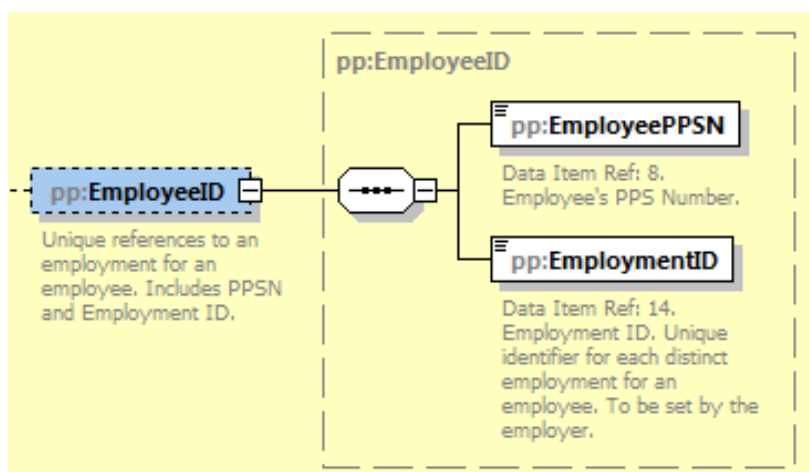 pp:EmployeeID
pp:EmployeePPSN
Data Item Ref: 8.
Employee's PPS Number.
pp:EmployeeID
Unique references to an
employment for an
employee. Includes PPSN
and Employment ID.
pp:EmploymentID
Data Item Ref: 14.
Employment ID. Unique
identifier for each distinct
employment for an
employee. To be set by the
employer.